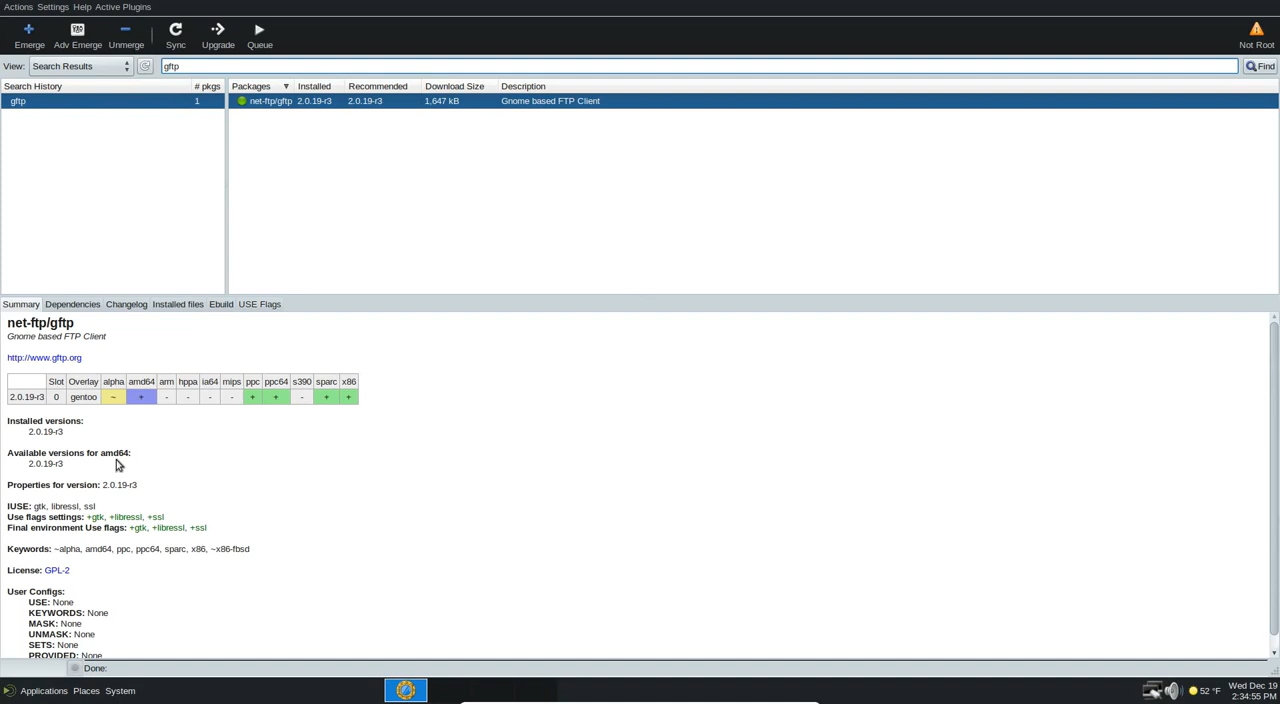 Actions Settings Help Active Plugins
Emerge Adv Emerge Unmerge Sync Upgrade Queue Not Root
View: Search Results gftp Find
Search History # pkgs Packages Installed Recommended Download Size Description
gftp 1 net-ftp/gftp 2.0.19-r3 2.0.19-r3 1,647 kB Gnome based FTP Client
Summary Dependencies Changelog Installed files Ebuild USE Flags
net-ftp/gftp
Gnome based FTP Client
http://www.gftp.org
Slot Overlay alpha amd64 arm hppa ia64 mips ppc ppc64 s390 sparc x86
2.0.19-r3 0 gentoo ~ + - - - - + + - + +
Installed versions:
2.0.19-r3
Available versions for amd64:
2.0.19-r3
Properties for version: 2.0.19-r3
IUSE: gtk, libressl, ssl
Use flags settings: +gtk, +libressl, +ssl
Final environment Use flags: +gtk, +libressl, +ssl
Keywords: ~alpha, amd64, ppc, ppc64, sparc, x86, ~x86-fbsd
License: GPL-2
User Configs:
USE: None
KEYWORDS: None
MASK: None
UNMASK: None
SETS: None
PROVIDED: None
Done:
Applications Places System 52 °F Wed Dec 19
2:34:55 PM